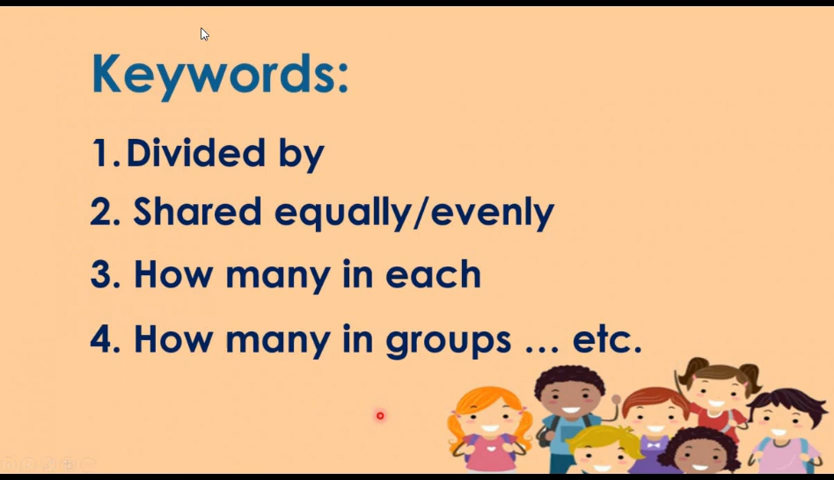 Keywords:
1. Divided by
2. Shared equally/evenly
3. How many in each
4. How many in groups ... etc.